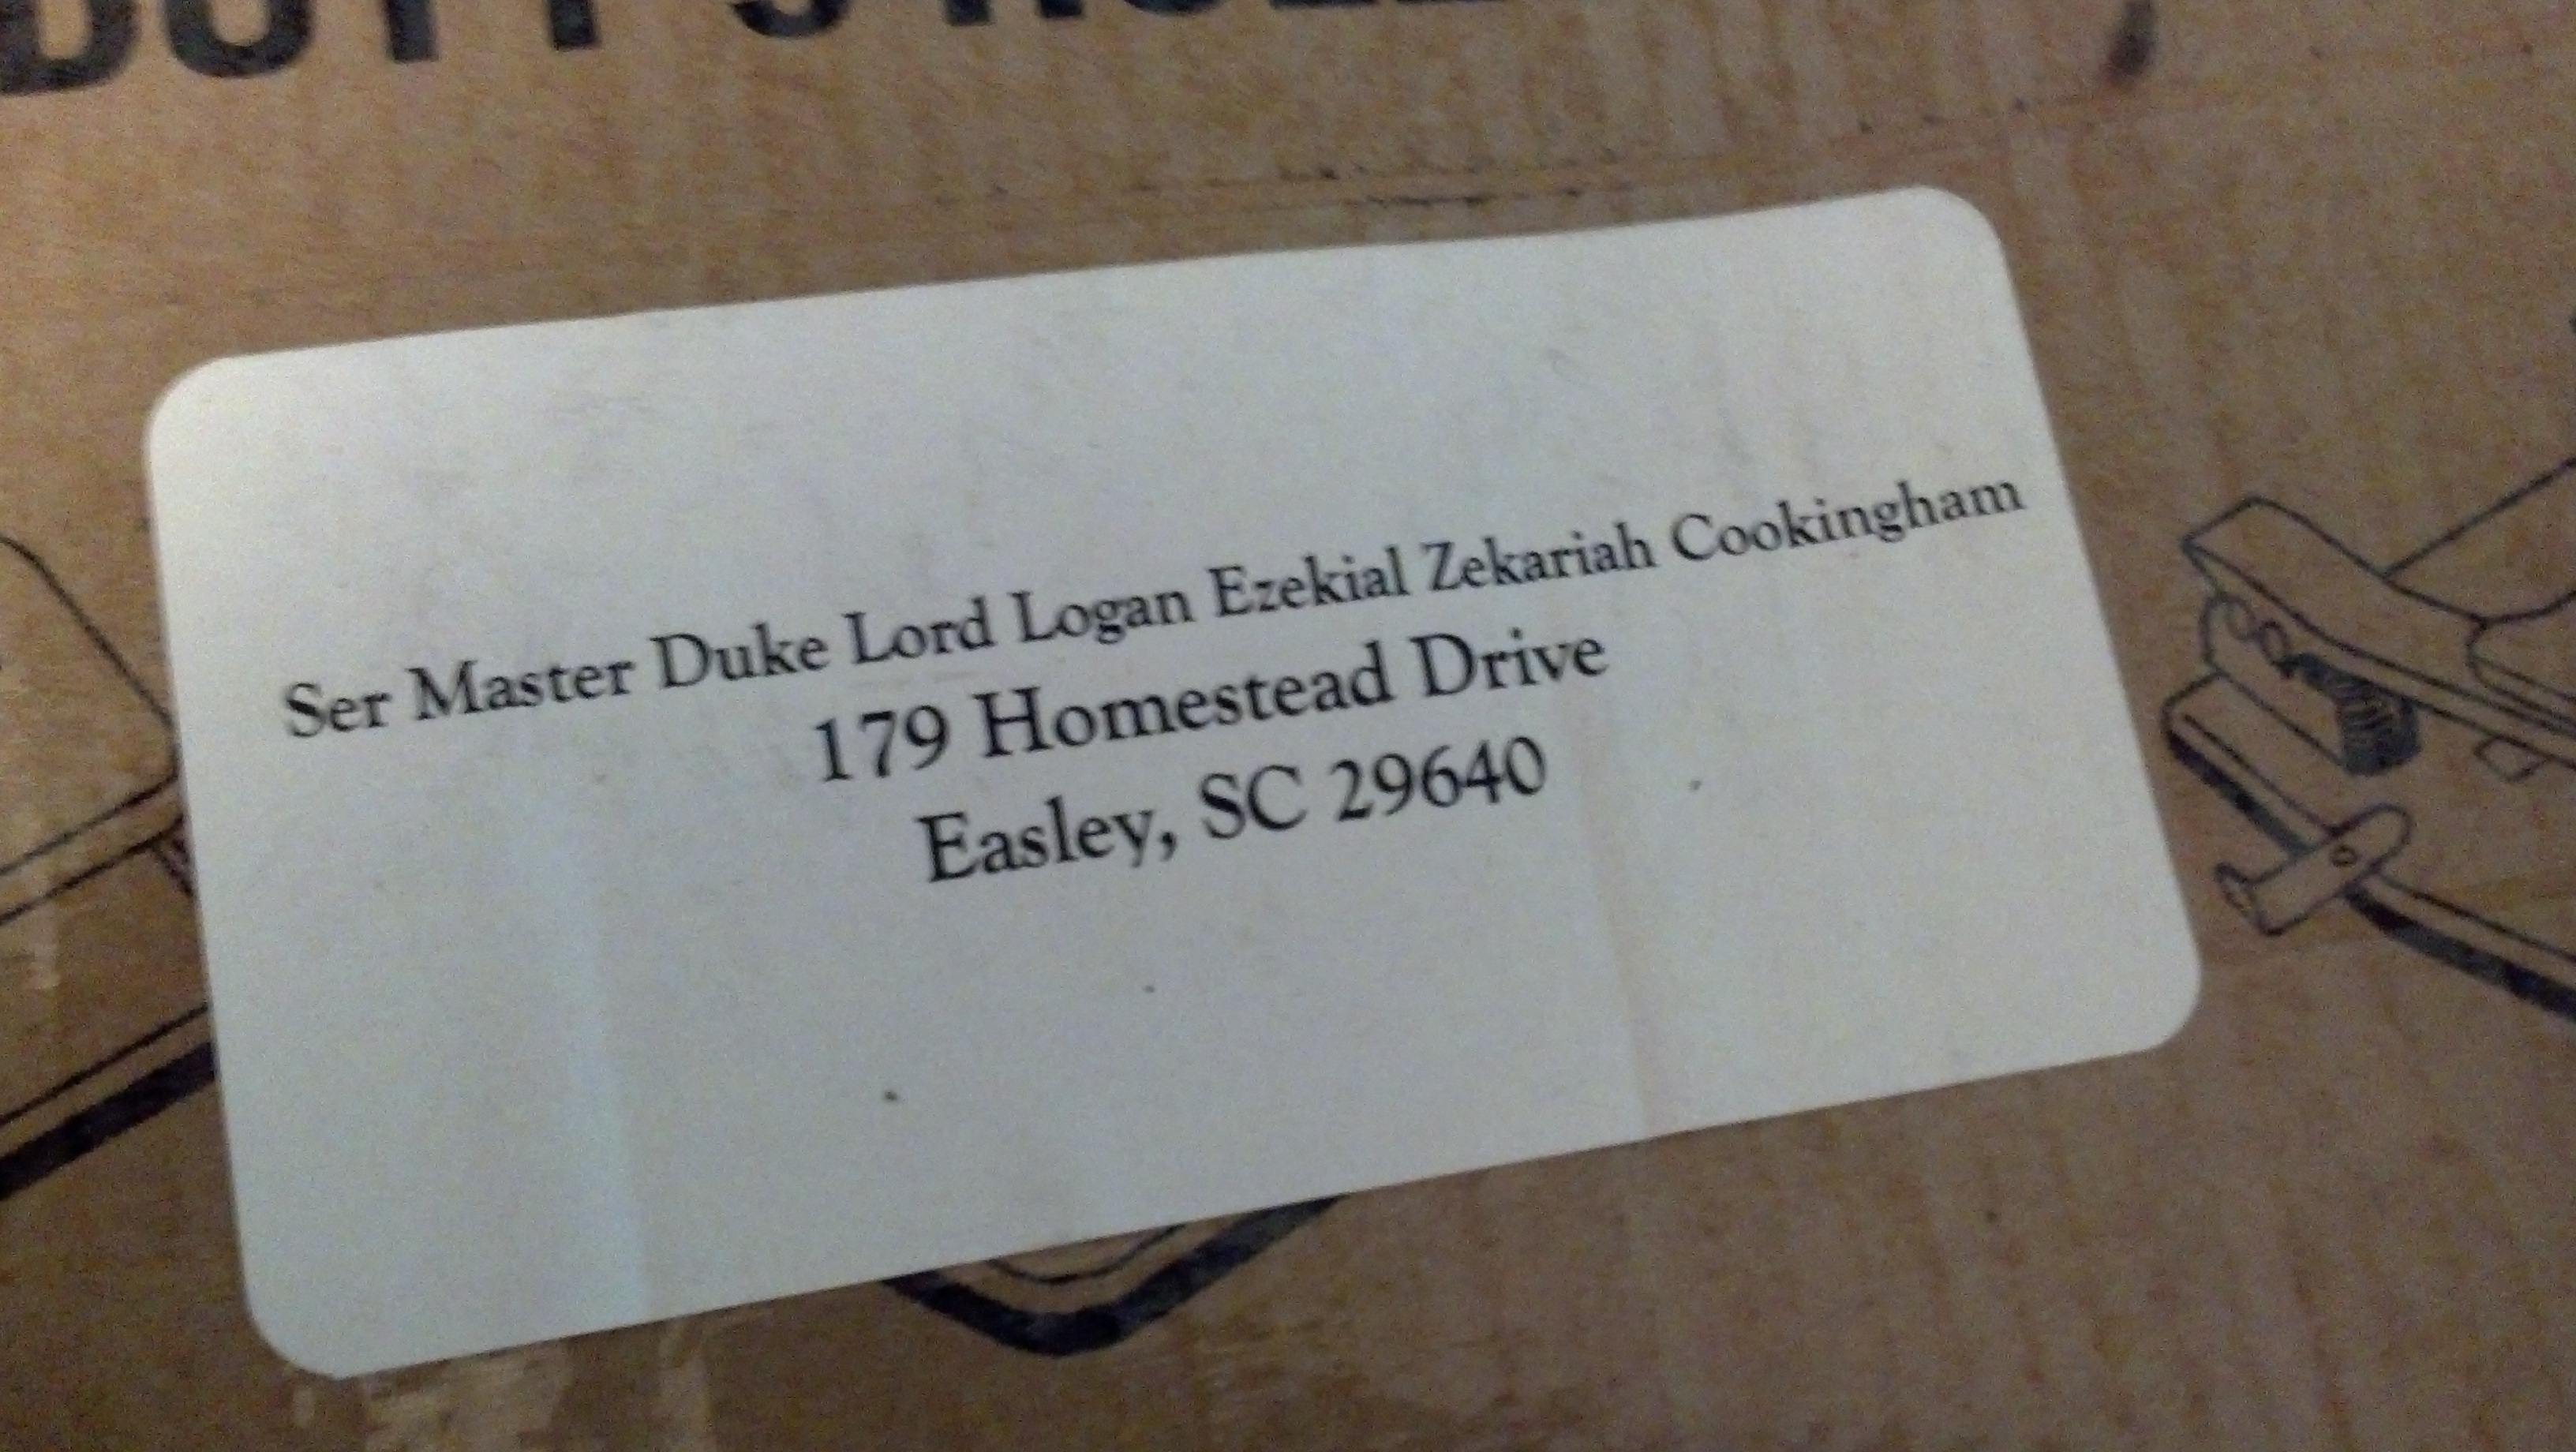 Ser Master Duke Lord Logan Ezekial Zekariah Cookingham
179 Homestead Drive
Easley, SC 29640